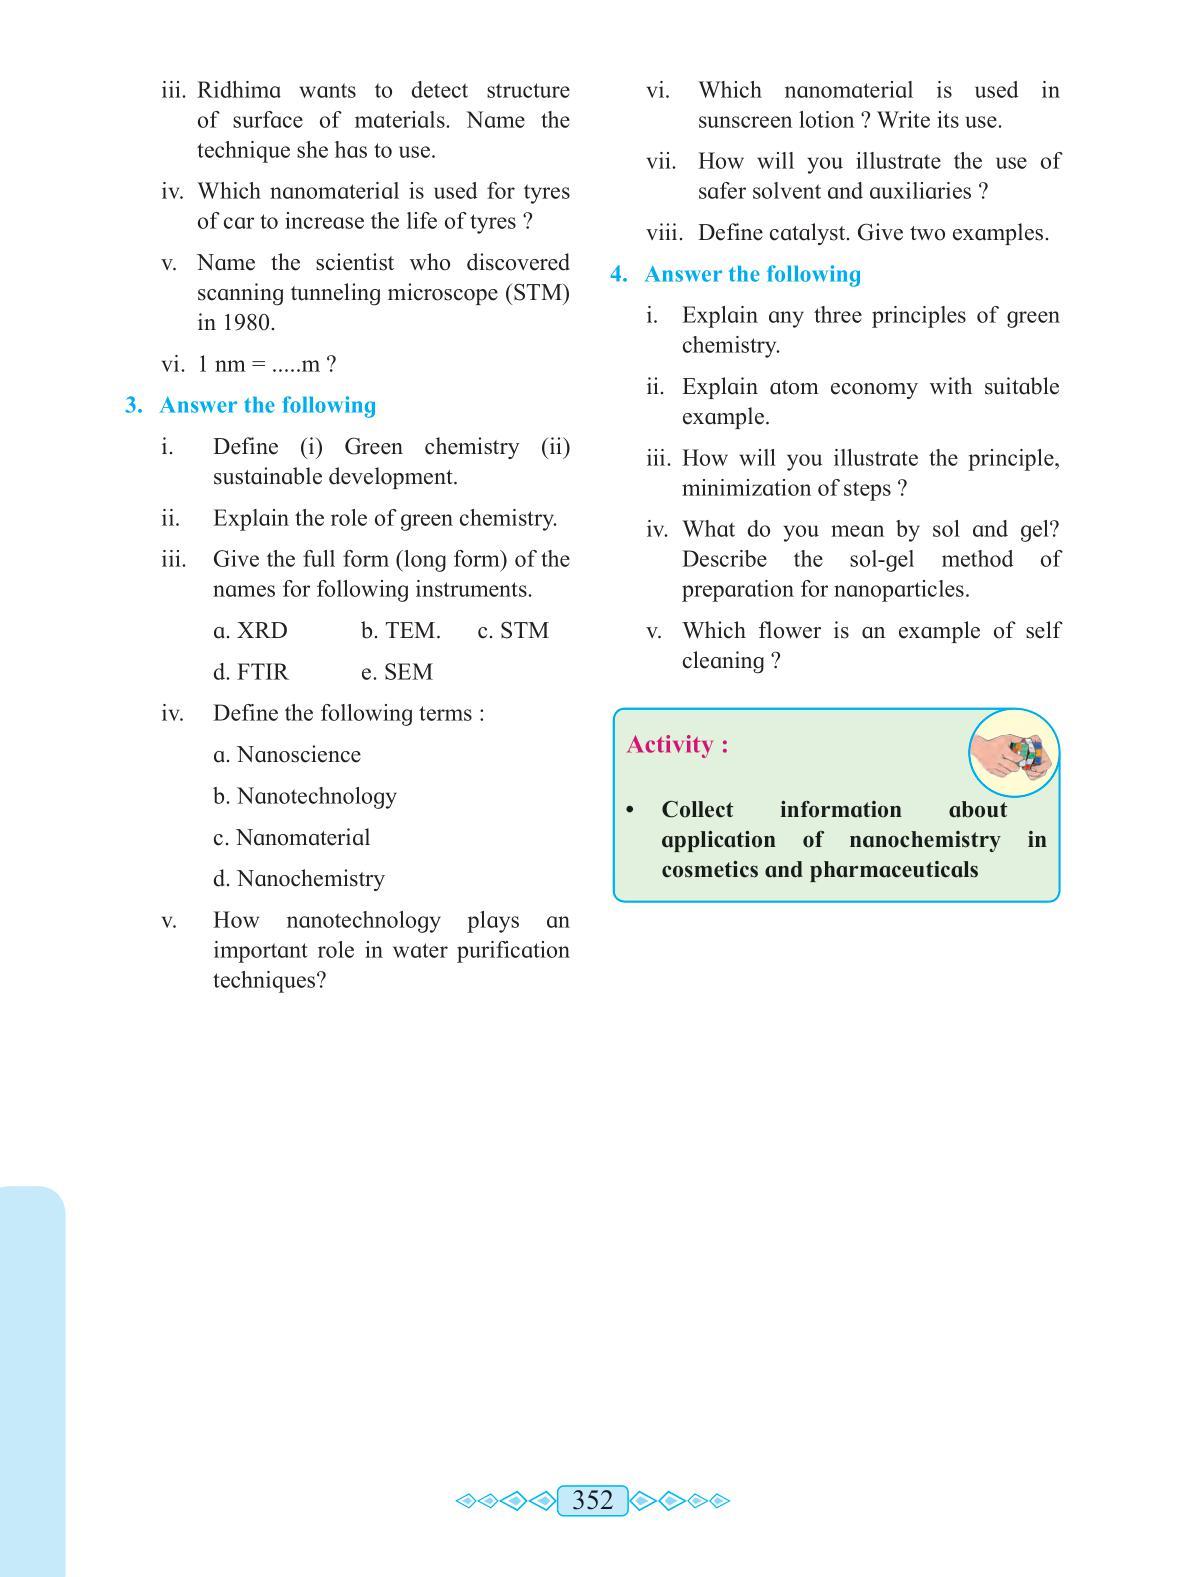 iii. Ridhima wants to detect structure
of surface of materials. Name the
technique she has to use.
iv. Which nanomaterial is used for tyres
of car to increase the life of tyres ?
v. Name the scientist who discovered
scanning tunneling microscope (STM)
in 1980.
vi. 1 nm = .....m ?
3. Answer the following
i. Define (i) Green chemistry (ii)
sustainable development.
ii. Explain the role of green chemistry.
iii. Give the full form (long form) of the
names for following instruments.
a. XRD b. TEM. c. STM
d. FTIR e. SEM
iv. Define the following terms :
a. Nanoscience
b. Nanotechnology
c. Nanomaterial
d. Nanochemistry
v. How nanotechnology plays an
important role in water purification
techniques?
vi. Which nanomaterial is used in
sunscreen lotion ? Write its use.
vii. How will you illustrate the use of
safer solvent and auxiliaries ?
viii. Define catalyst. Give two examples.
4. Answer the following
i. Explain any three principles of green
chemistry.
ii. Explain atom economy with suitable
example.
iii. How will you illustrate the principle,
minimization of steps ?
iv. What do you mean by sol and gel?
Describe the sol-gel method of
preparation for nanoparticles.
v. Which flower is an example of self
cleaning ?
Activity :
• Collect information about
application of nanochemistry in
cosmetics and pharmaceuticals
352